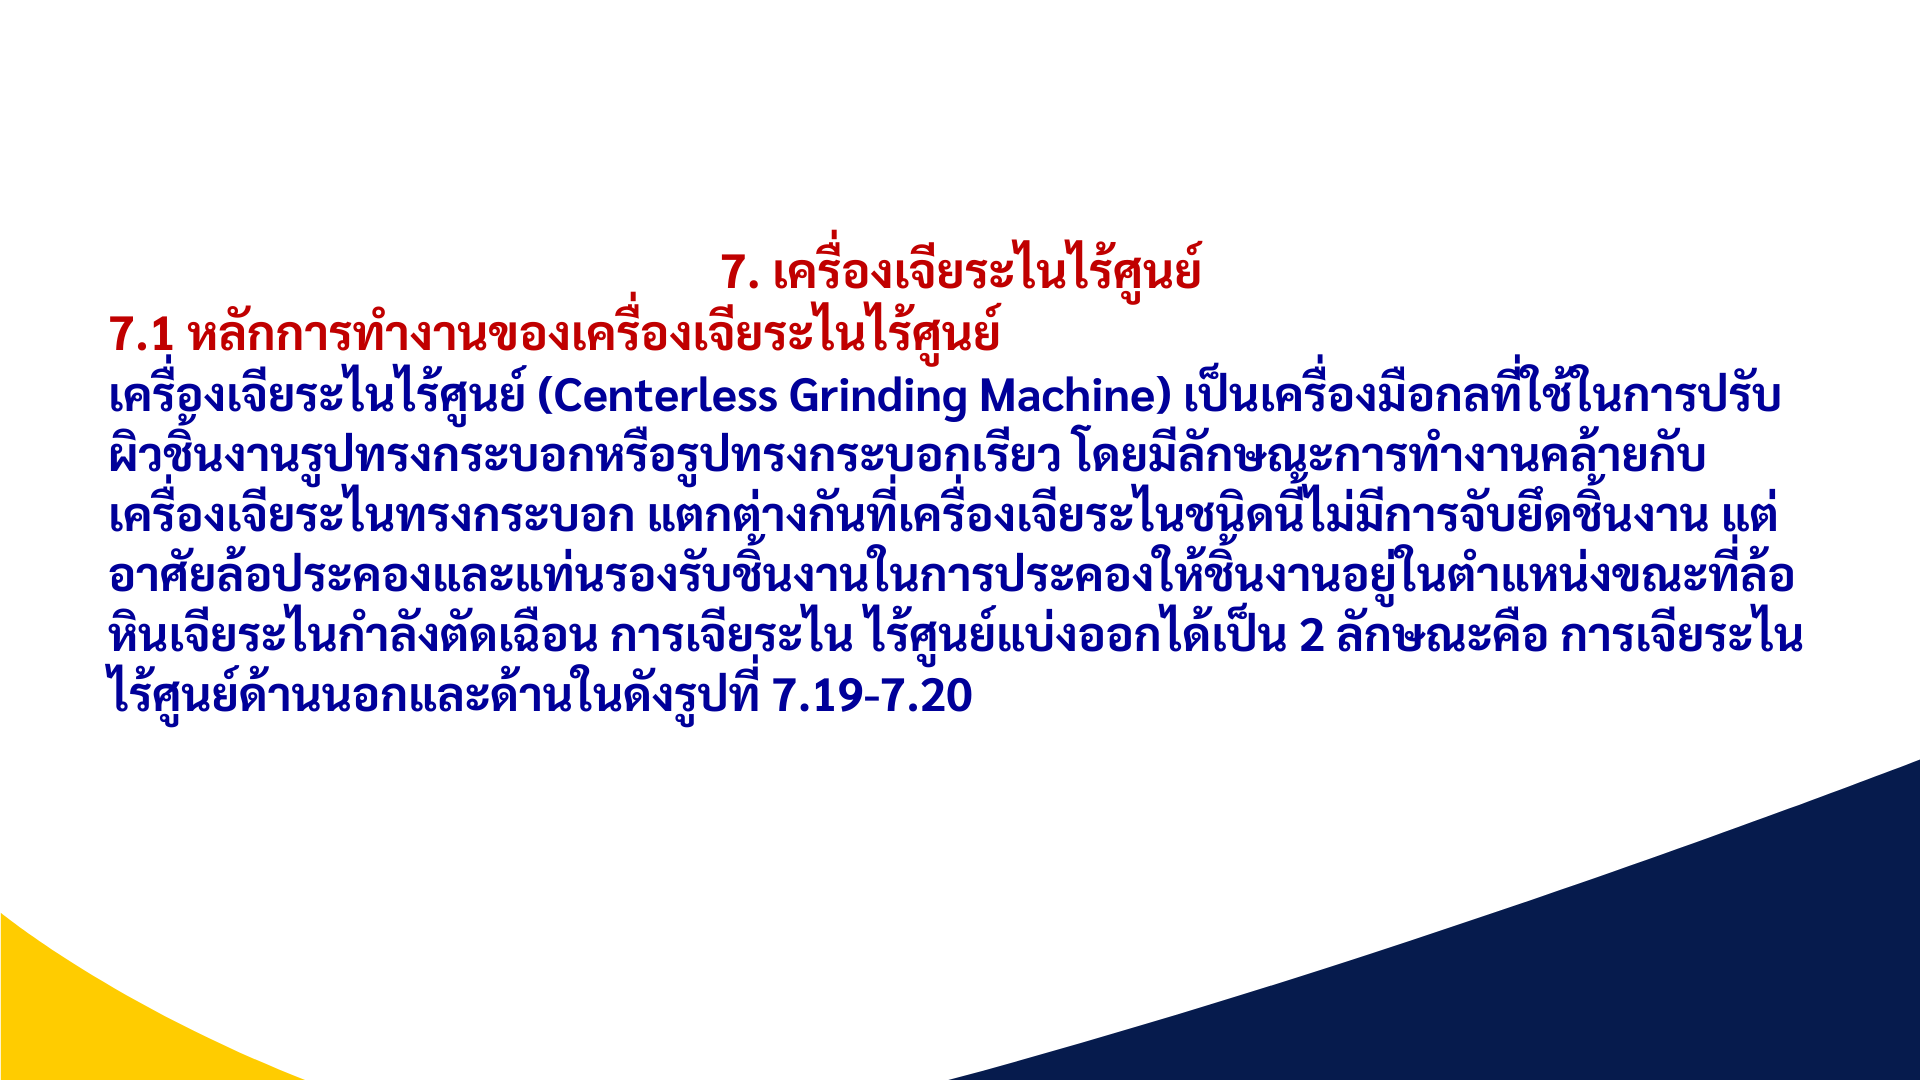 7. เครื่องเจียระไนไร้ศูนย์
7.1 หลักการทำงานของเครื่องเจียระไนไร้ศูนย์
เครื่องเจียระไนไร้ศูนย์ (Centerless Grinding Machine) เป็นเครื่องมือกลที่ใช้ในการปรับ
ผิวชิ้นงานรูปทรงกระบอกหรือรูปทรงกระบอกเรียว โดยมีลักษณะการทำงานคล้ายกับ
เครื่องเจียระไนทรงกระบอก แตกต่างกันที่เครื่องเจียระไนชนิดนี้ไม่มีการจับยึดชิ้นงาน แต่
อาศัยล้อประคองและแท่นรองรับชิ้นงานในการประคองให้ชิ้นงานอยู่ในตำแหน่งขณะที่ล้อ
หินเจียระไนกำลังตัดเฉือน การเจียระไน ไร้ศูนย์แบ่งออกได้เป็น 2 ลักษณะคือ การเจียระไน
ไร้ศูนย์ด้านนอกและด้านในดังรูปที่ 7.19-7.20